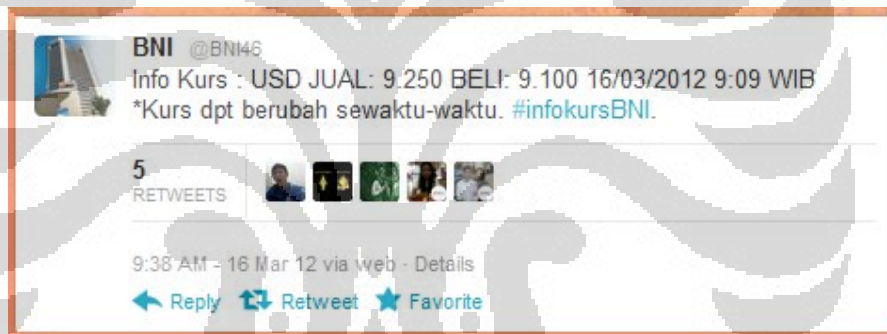 BNI @BNI46
Info Kurs : USD JUAL: 9.250 BELI: 9.100 16/03/2012 9:09 WIB
*Kurs dpt berubah sewaktu-waktu. #infokursBNI.
5
RETWEETS
9:38 AM - 16 Mar 12 via web · Details
Reply Retweet Favorite